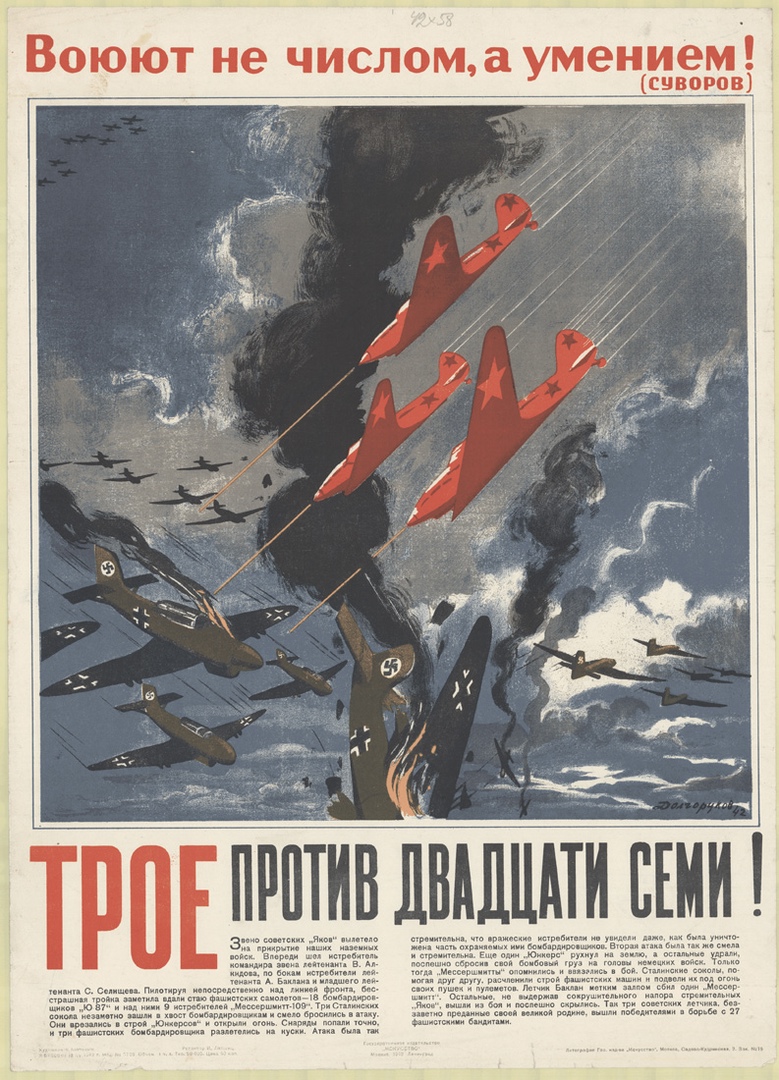 42×58
Воюют не числом, а умением!
(СУВОРОВ)
Долгоруков
42
ТРОЕ ПРОТИВ ДВАДЦАТИ СЕМИ!
Звено советских „Яков“ вылетело
на прикрытие наших наземных
войск. Впереди шел истребитель
командира звена лейтенанта В. Ал-
кидова, по бокам истребители лей-
тенанта А. Баклана и младшего лей-
тенанта С. Селищева. Пилотируя непосредственно над линией фронта, бес-
страшная тройка заметила вдали стаю фашистских самолетов—18 бомбардиров-
щиков „Ю 87“ и над ними 9 истребителей „Мессершмитт-109“. Три Сталинских
сокола незаметно зашли в хвост бомбардировщикам и смело бросились в атаку.
Они врезались в строй „Юнкерсов“ и открыли огонь. Снаряды попали точно,
и три фашистских бомбардировщика разлетелись на куски. Атака была так
стремительна, что вражеские истребители не увидели даже, как была уничто-
жена часть охраняемых ими бомбардировщиков. Вторая атака была так же смела
и стремительна. Еще один „Юнкерс“ рухнул на землю, а остальные удрали,
поспешно сбросив свой бомбовый груз на головы немецких войск. Только
тогда „Мессершмитты“ опомнились и ввязались в бой. Сталинские соколы, по-
могая друг другу, расчленили строй фашистских машин и подвели их под огонь
своих пушек и пулеметов. Летчик Баклан метким залпом сбил один „Мессер-
шмитт“. Остальные, не выдержав сокрушительного напора стремительных
„Яков“, вышли из боя и поспешно скрылись. Так три советских летчика, без-
заветно преданные своей великой родине, вышли победителями в борьбе с 27
фашистскими бандитами.
Государственное издательство
„ИСКУССТВО“
Москва 1942 Ленинград